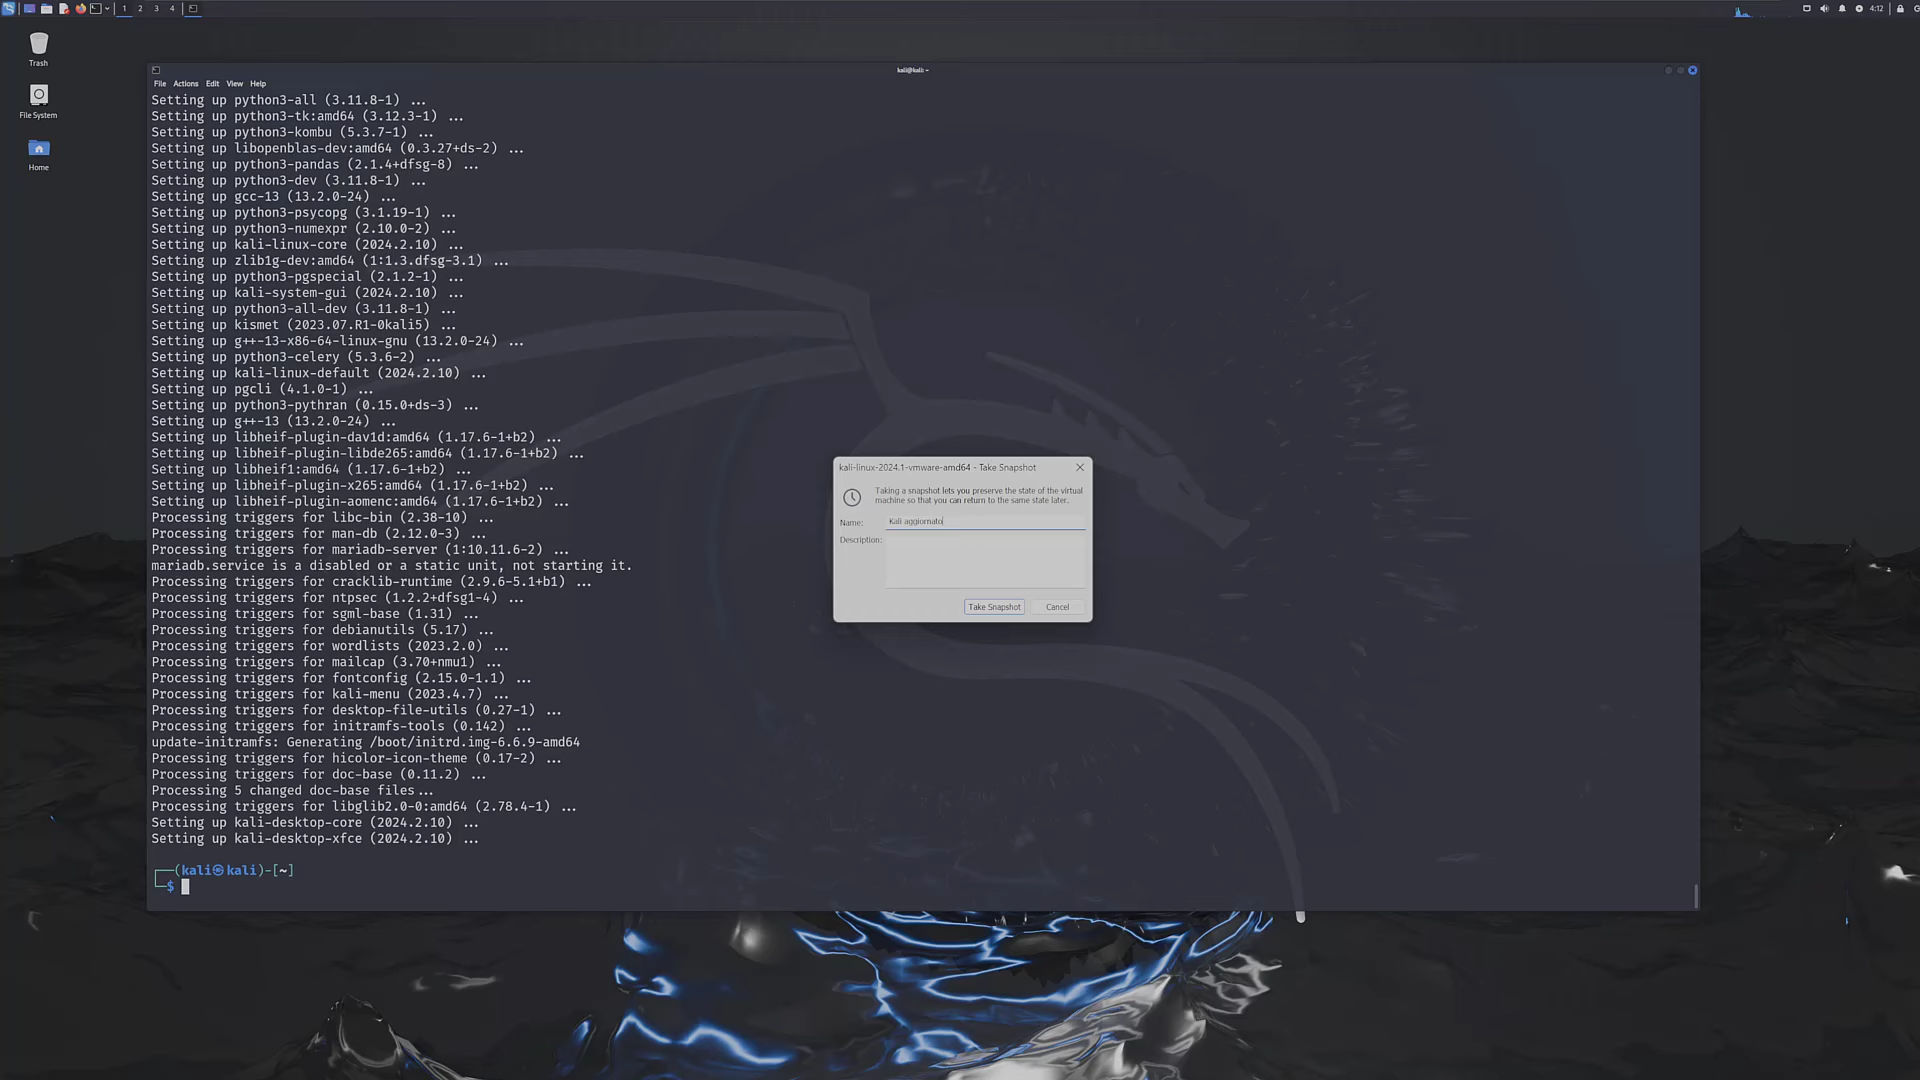 1 2 3 4
4:12
Trash
File System
Home
kali@kali: ~
File Actions Edit View Help
Setting up python3-all (3.11.8-1) ...
Setting up python3-tk:amd64 (3.12.3-1) ...
Setting up python3-kombu (5.3.7-1) ...
Setting up libopenblas-dev:amd64 (0.3.27+ds-2) ...
Setting up python3-pandas (2.1.4+dfsg-8) ...
Setting up python3-dev (3.11.8-1) ...
Setting up gcc-13 (13.2.0-24) ...
Setting up python3-psycopg (3.1.19-1) ...
Setting up python3-numexpr (2.10.0-2) ...
Setting up kali-linux-core (2024.2.10) ...
Setting up zlib1g-dev:amd64 (1:1.3.dfsg-3.1) ...
Setting up python3-pgspecial (2.1.2-1) ...
Setting up kali-system-gui (2024.2.10) ...
Setting up python3-all-dev (3.11.8-1) ...
Setting up kismet (2023.07.R1-0kali5) ...
Setting up g++-13-x86-64-linux-gnu (13.2.0-24) ...
Setting up python3-celery (5.3.6-2) ...
Setting up kali-linux-default (2024.2.10) ...
Setting up pgcli (4.1.0-1) ...
Setting up python3-pythran (0.15.0+ds-3) ...
Setting up g++-13 (13.2.0-24) ...
Setting up libheif-plugin-dav1d:amd64 (1.17.6-1+b2) ...
Setting up libheif-plugin-libde265:amd64 (1.17.6-1+b2) ...
Setting up libheif1:amd64 (1.17.6-1+b2) ...
Setting up libheif-plugin-x265:amd64 (1.17.6-1+b2) ...
Setting up libheif-plugin-aomenc:amd64 (1.17.6-1+b2) ...
Processing triggers for libc-bin (2.38-10) ...
Processing triggers for man-db (2.12.0-3) ...
Processing triggers for mariadb-server (1:10.11.6-2) ...
mariadb.service is a disabled or a static unit, not starting it.
Processing triggers for cracklib-runtime (2.9.6-5.1+b1) ...
Processing triggers for ntpsec (1.2.2+dfsg1-4) ...
Processing triggers for sgml-base (1.31) ...
Processing triggers for debianutils (5.17) ...
Processing triggers for wordlists (2023.2.0) ...
Processing triggers for mailcap (3.70+nmu1) ...
Processing triggers for fontconfig (2.15.0-1.1) ...
Processing triggers for kali-menu (2023.4.7) ...
Processing triggers for desktop-file-utils (0.27-1) ...
Processing triggers for initramfs-tools (0.142) ...
update-initramfs: Generating /boot/initrd.img-6.6.9-amd64
Processing triggers for hicolor-icon-theme (0.17-2) ...
Processing triggers for doc-base (0.11.2) ...
Processing 5 changed doc-base files...
Processing triggers for libglib2.0-0:amd64 (2.78.4-1) ...
Setting up kali-desktop-core (2024.2.10) ...
Setting up kali-desktop-xfce (2024.2.10) ...
┌──(kali㉿kali)-[~]
└─$
kali-linux-2024.1-vmware-amd64 - Take Snapshot
Taking a snapshot lets you preserve the state of the virtual
machine so that you can return to the same state later.
Name: Kali aggiornato
Description:
Take Snapshot Cancel